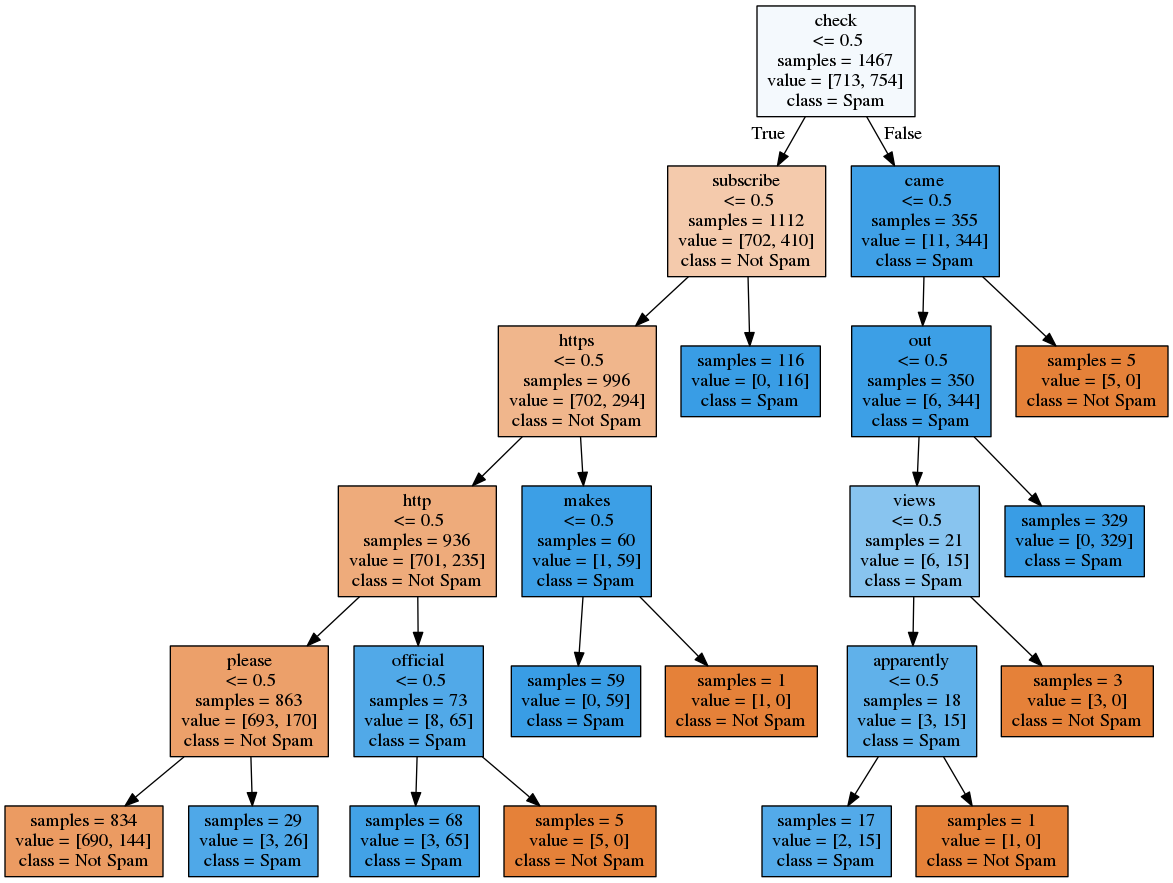 check
<= 0.5
samples = 1467
value = [713, 754]
class = Spam
True
False
subscribe
<= 0.5
samples = 1112
value = [702, 410]
class = Not Spam
came
<= 0.5
samples = 355
value = [11, 344]
class = Spam
https
<= 0.5
samples = 996
value = [702, 294]
class = Not Spam
samples = 116
value = [0, 116]
class = Spam
out
<= 0.5
samples = 350
value = [6, 344]
class = Spam
samples = 5
value = [5, 0]
class = Not Spam
http
<= 0.5
samples = 936
value = [701, 235]
class = Not Spam
makes
<= 0.5
samples = 60
value = [1, 59]
class = Spam
views
<= 0.5
samples = 21
value = [6, 15]
class = Spam
samples = 329
value = [0, 329]
class = Spam
please
<= 0.5
samples = 863
value = [693, 170]
class = Not Spam
official
<= 0.5
samples = 73
value = [8, 65]
class = Spam
samples = 59
value = [0, 59]
class = Spam
samples = 1
value = [1, 0]
class = Not Spam
apparently
<= 0.5
samples = 18
value = [3, 15]
class = Spam
samples = 3
value = [3, 0]
class = Not Spam
samples = 834
value = [690, 144]
class = Not Spam
samples = 29
value = [3, 26]
class = Spam
samples = 68
value = [3, 65]
class = Spam
samples = 5
value = [5, 0]
class = Not Spam
samples = 17
value = [2, 15]
class = Spam
samples = 1
value = [1, 0]
class = Not Spam